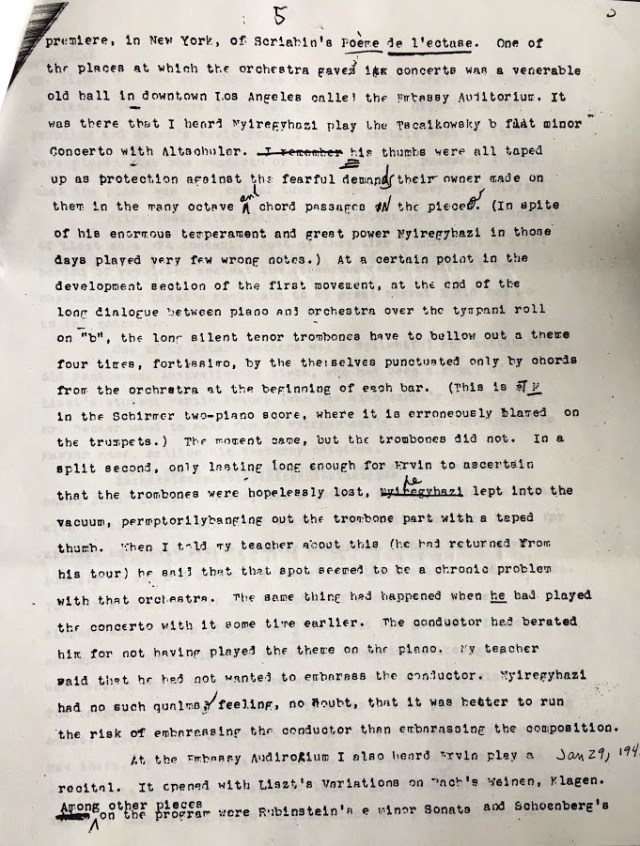 5
premiere, in New York, of Scriabin's Poème de l'ectase. One of
the places at which the orchestra gave its concerts was a venerable
old hall in downtown Los Angeles called the Embassy Auditorium. It
was there that I heard Nyiregyhazi play the Tscaikowsky b flat minor
Concerto with Altschuler. I remember his thumbs were all taped
up as protection against the fearful demands their owner made on
them in the many octave and chord passages in the piece. (In spite
of his enormous temperament and great power Nyiregyhazi in those
days played very few wrong notes.) At a certain point in the
development section of the first movement, at the end of the
long dialogue between piano and orchestra over the tympani roll
on "b", the long silent tenor trombones have to bellow out a theme
four times, fortissimo, by the themselves punctuated only by chords
from the orchrstra at the beginning of each bar. (This is
in the Schirmer two-piano score, where it is erroneously blamed on
the trumpets.) The moment came, but the trombones did not. In a
split second, only lasting long enough for Ervin to ascertain
that the trombones were hopelessly lost, Nyiregyhazi he lept into the
vacuum, permptorilybanging out the trombone part with a taped
thumb. When I told my teacher about this (he had returned from
his tour) he said that that spot seemed to be a chronic problem
with that orchestra. The same thing had happened when he had played
the concerto with it some time earlier. The conductor had berated
him for not having played the theme on the piano. My teacher
said that he had not wanted to embarass the conductor. Nyiregyhazi
had no such qualms, feeling, no doubt, that it was better to run
the risk of embarassing the conductor than embarassing the composition.
At the Embassy Audirotium I also heard Ervin play a Jan 29, 194
recital. It opened with Liszt's Variations on Bach's Weinen, Klagen.
Among other pieces
on the program were Rubinstein's e minor Sonata and Schoenberg's